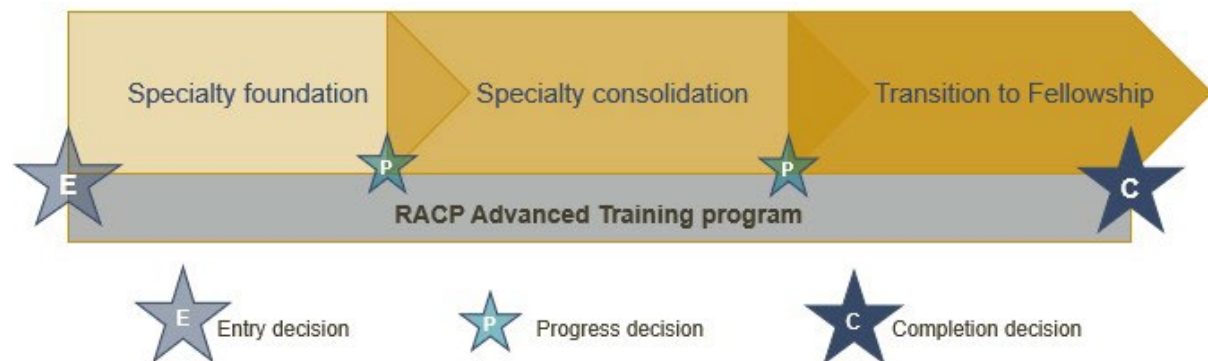 Specialty foundation
Specialty consolidation
Transition to Fellowship
E
P
P
C
RACP Advanced Training program
E Entry decision
P Progress decision
C Completion decision